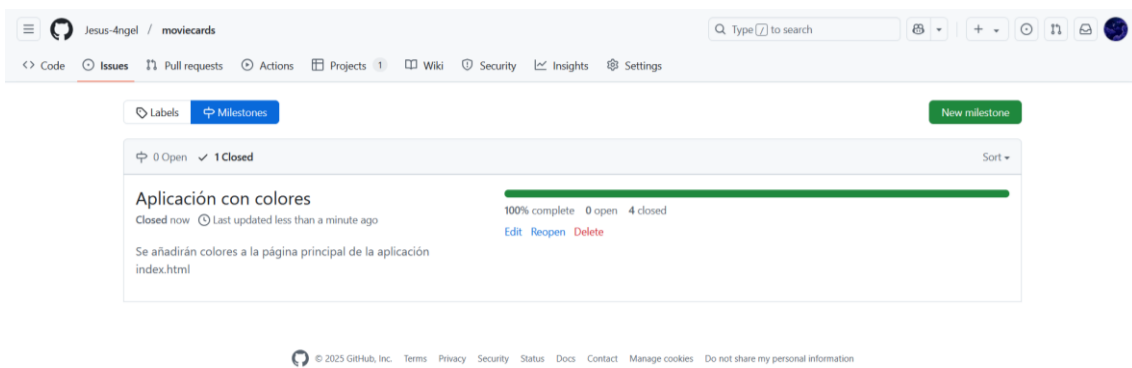 Jesus-4ngel / moviecards
Type / to search
Code Issues Pull requests Actions Projects 1 Wiki Security Insights Settings
Labels Milestones
New milestone
0 Open 1 Closed
Sort
Aplicación con colores
Closed now Last updated less than a minute ago
Se añadirán colores a la página principal de la aplicación
index.html
100% complete 0 open 4 closed
Edit Reopen Delete
© 2025 GitHub, Inc. Terms Privacy Security Status Docs Contact Manage cookies Do not share my personal information